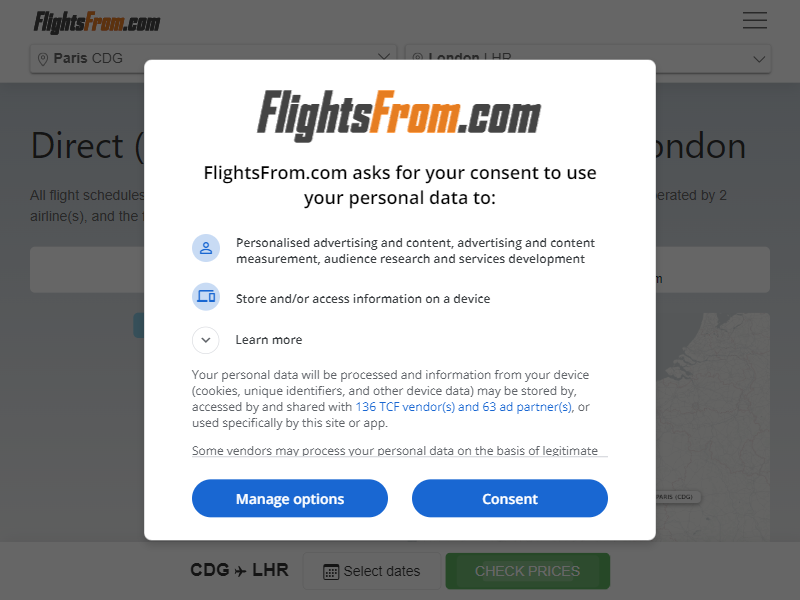 FlightsFrom.com
Paris CDG
London LHR
FlightsFrom.com
Direct (
ondon
FlightsFrom.com asks for your consent to use
your personal data to:
All flight schedules
erated by 2
airline(s), and the
Personalised advertising and content, advertising and content
measurement, audience research and services development
Store and/or access information on a device
Learn more
Your personal data will be processed and information from your device
(cookies, unique identifiers, and other device data) may be stored by,
accessed by and shared with 136 TCF vendor(s) and 63 ad partner(s), or
used specifically by this site or app.
Some vendors may process your personal data on the basis of legitimate
Manage options
Consent
PARIS (CDG)
CDG LHR
Select dates
CHECK PRICES